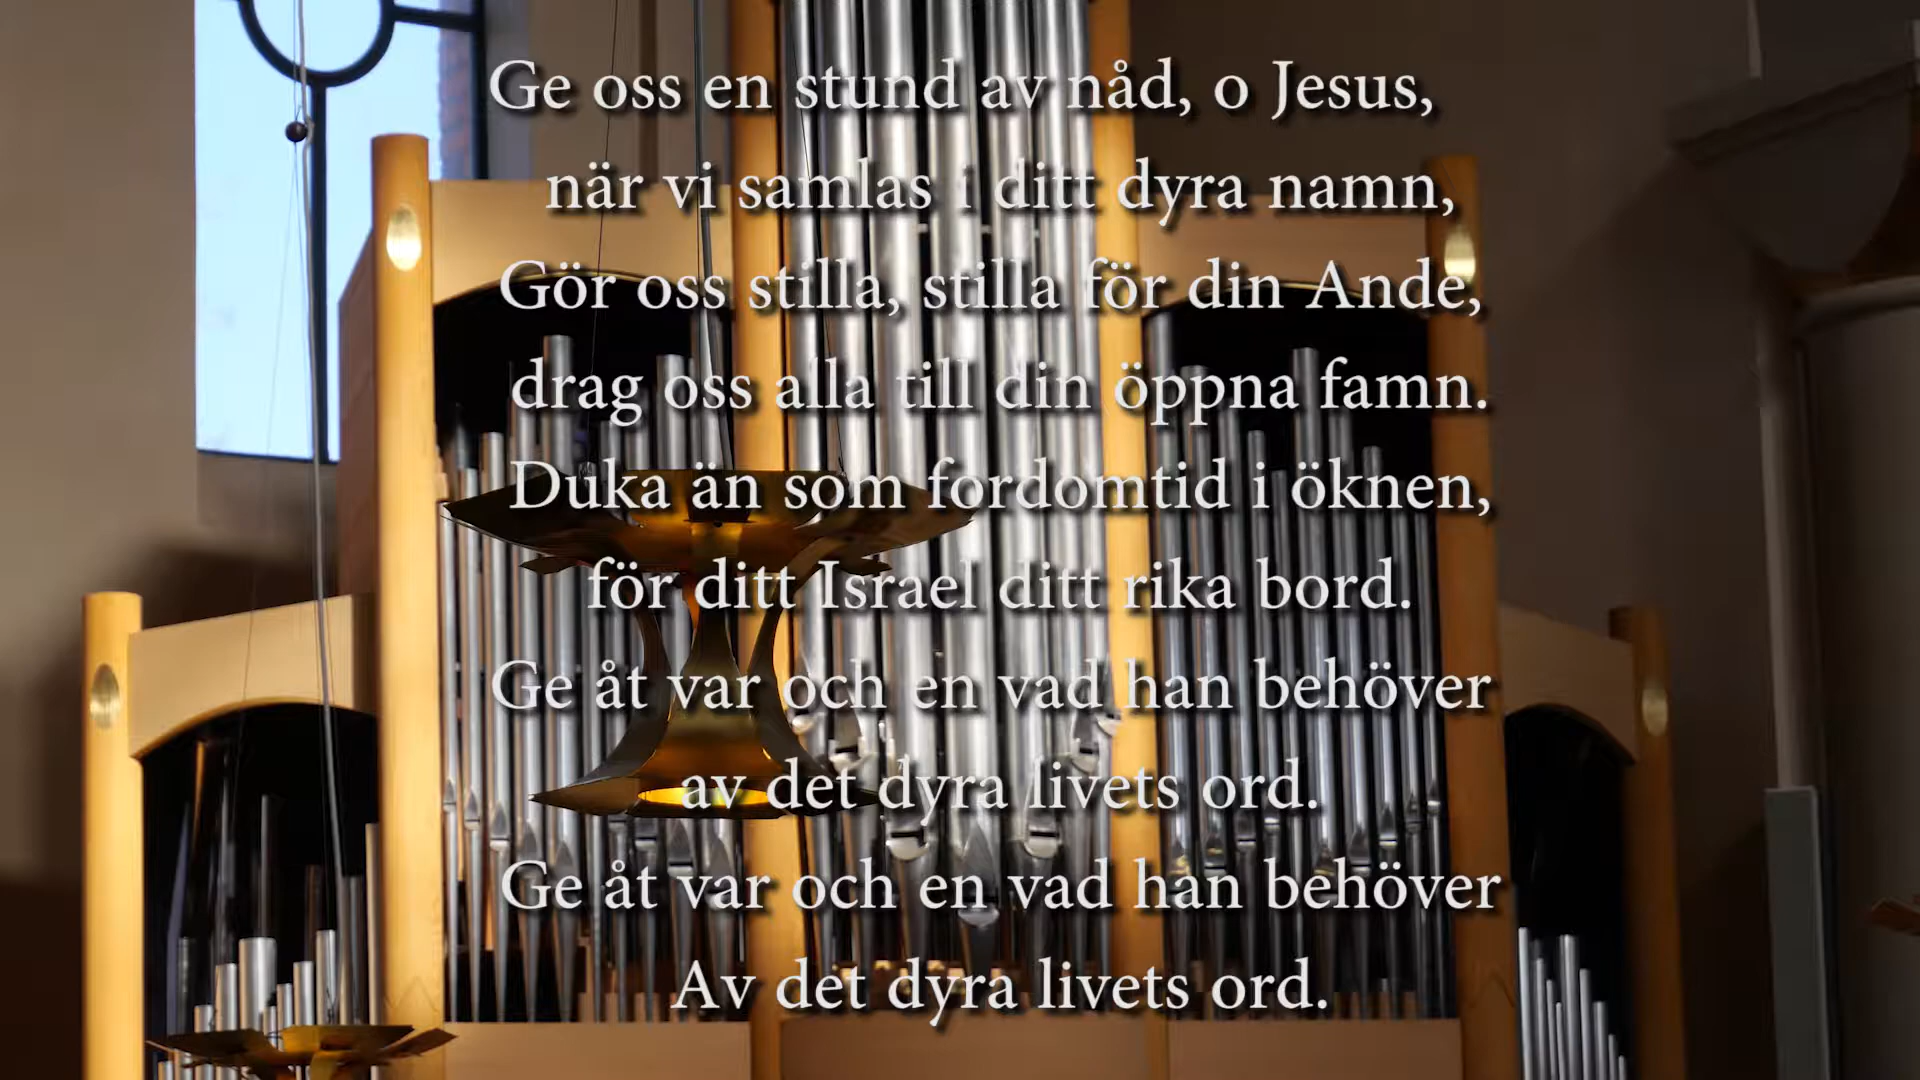 Ge oss en stund av nåd, o Jesus,
när vi samlas i ditt dyra namn,
Gör oss stilla, stilla för din Ande,
drag oss alla till din öppna famn.
Duka än som fordomtid i öknen,
för ditt Israel ditt rika bord.
Ge åt var och en vad han behöver
av det dyra livets ord.
Ge åt var och en vad han behöver
Av det dyra livets ord.